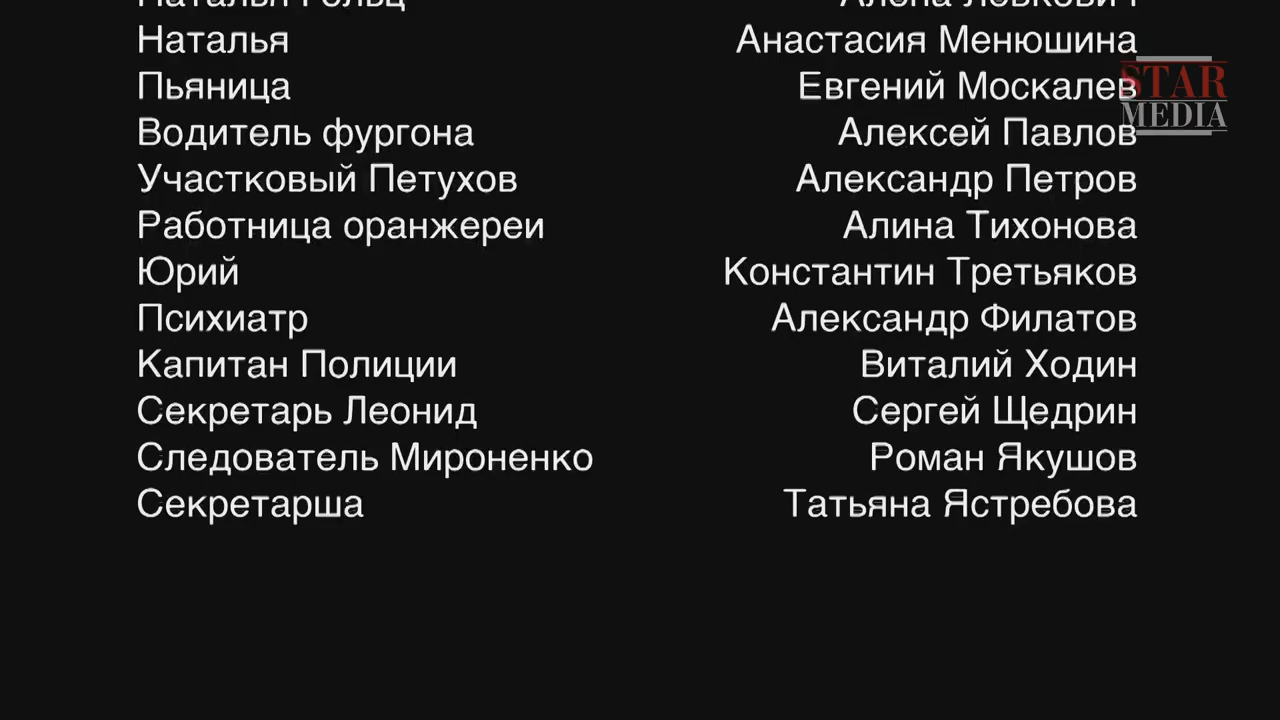 Наталья Анастасия Менюшина
Пьяница Евгений Москалев
Водитель фургона Алексей Павлов
Участковый Петухов Александр Петров
Работница оранжереи Алина Тихонова
Юрий Константин Третьяков
Психиатр Александр Филатов
Капитан Полиции Виталий Ходин
Секретарь Леонид Сергей Щедрин
Следователь Мироненко Роман Якушов
Секретарша Татьяна Ястребова
STAR
MEDIA